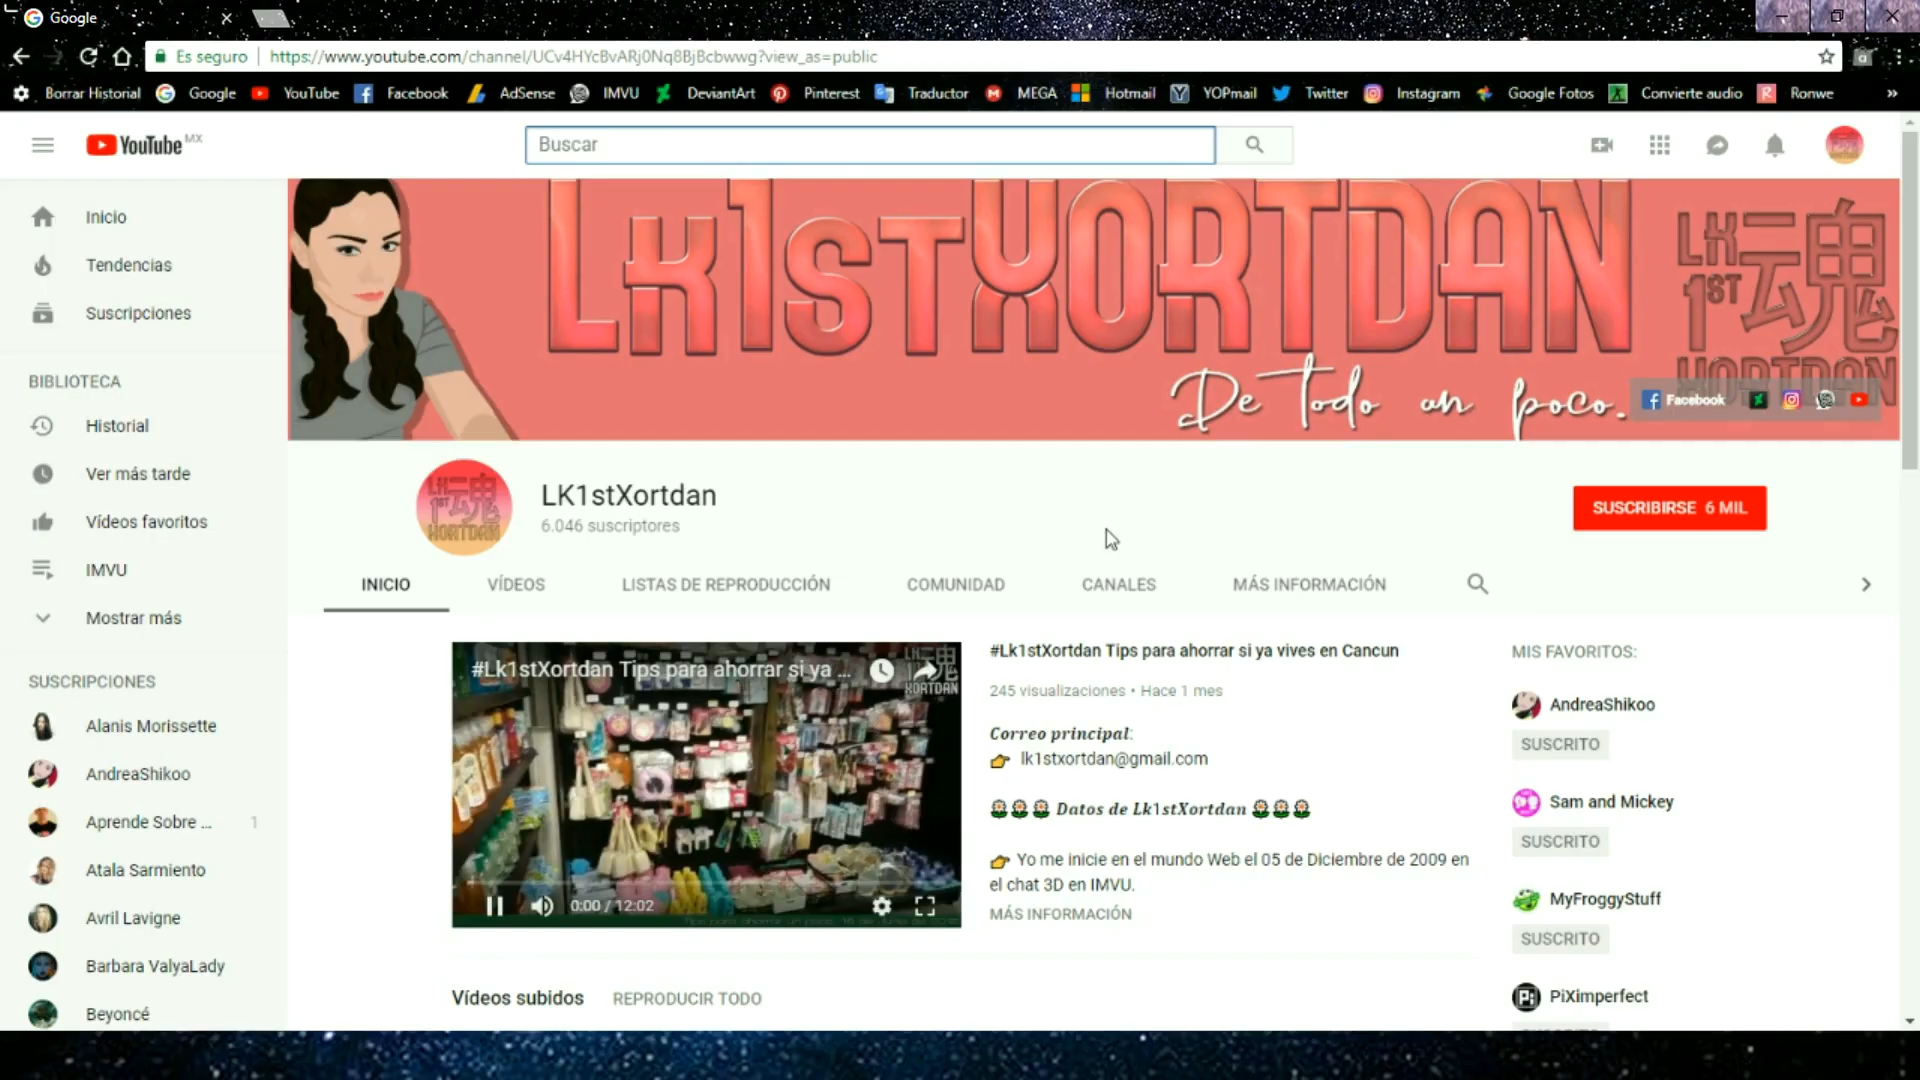 Google
Es seguro https://www.youtube.com/channel/UCv4HYcBvARj0Nq8BjBcbwwg?view_as=public
Borrar Historial Google YouTube Facebook AdSense IMVU DeviantArt Pinterest Traductor MEGA Hotmail YOPmail Twitter Instagram Google Fotos Convierte audio Ronwe »
YouTube MX
Buscar
Inicio
Tendencias
Suscripciones
BIBLIOTECA
Historial
Ver más tarde
Vídeos favoritos
IMVU
Mostrar más
SUSCRIPCIONES
Alanis Morissette
AndreaShikoo
Aprende Sobre ... 1
Atala Sarmiento
Avril Lavigne
Barbara ValyaLady
Beyoncé
LK1stXORTDAN
De todo un poco.
LK 1ST 魂 XORTDAN
Facebook
LK 1ST 魂 XORTDAN
LK1stXortdan
6.046 suscriptores
SUSCRIBIRSE 6 MIL
INICIO VÍDEOS LISTAS DE REPRODUCCIÓN COMUNIDAD CANALES MÁS INFORMACIÓN
#Lk1stXortdan Tips para ahorrar si ya ...
0:00 / 12:02
#Lk1stXortdan Tips para ahorrar si ya vives en Cancun
245 visualizaciones • Hace 1 mes
Correo principal:
👉 lk1stxortdan@gmail.com
🌼🌼🌼 Datos de Lk1stXortdan 🌼🌼🌼
👉 Yo me inicie en el mundo Web el 05 de Diciembre de 2009 en
el chat 3D en IMVU.
MÁS INFORMACIÓN
Vídeos subidos REPRODUCIR TODO
MIS FAVORITOS:
AndreaShikoo
SUSCRITO
Sam and Mickey
SUSCRITO
MyFroggyStuff
SUSCRITO
PiXimperfect